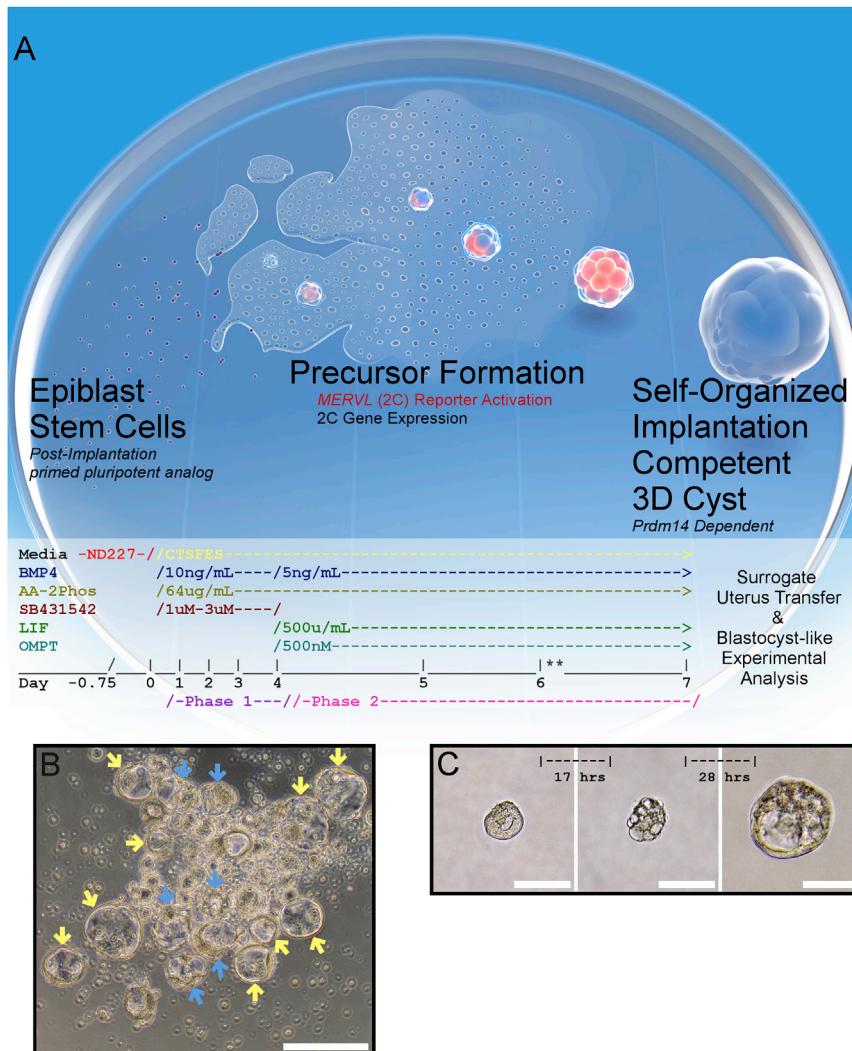 A
Epiblast
Stem Cells
Post-Implantation
primed pluripotent analog
Precursor Formation
MERVL (2C) Reporter Activation
2C Gene Expression
Self-Organized
Implantation
Competent
3D Cyst
Prdm14 Dependent
Media -ND227-/ /CTSFES-------------------------------->
BMP4 /10ng/mL----/5ng/mL------------------------>
AA-2Phos /64ug/mL------------------------------->
SB431542 /1uM-3uM----/
LIF /500u/mL----------------------->
OMPT /500nM------------------------->
**
Day -0.75 0 1 2 3 4 5 6 7
/-Phase 1---/ /-Phase 2----------------------/
Surrogate
Uterus Transfer
&
Blastocyst-like
Experimental
Analysis
B
C
|-------| |-------|
17 hrs 28 hrs